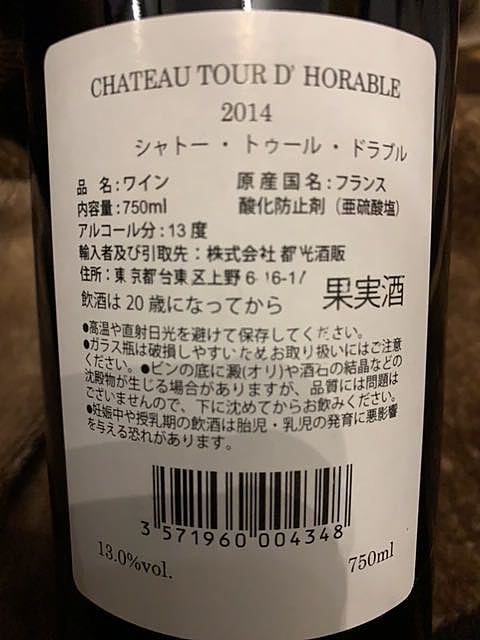 CHATEAU TOUR D' HORABLE
2014
シャトー・トゥール・ドラブル
品 名:ワイン 原産国名:フランス
内容量:750ml 酸化防止剤(亜硫酸塩)
アルコール分:13度
輸入者及び引取先:株式会社 都光酒販
住所:東京都台東区上野6-16-17
飲酒は20歳になってから 果実酒
●高温や直射日光を避けて保存してください。
●ガラス瓶は破損しやすいためお取り扱いにはご注意
ください。●ビンの底に澱(オリ)や酒石の結晶などの
沈殿物が生じる場合がありますが、品質には問題は
ございませんので、下に沈めてからお飲みください。
●妊娠中や授乳期の飲酒は胎児・乳児の発育に悪影響
を与える恐れがあります。
3 571960 004348
13.0%vol. 750ml